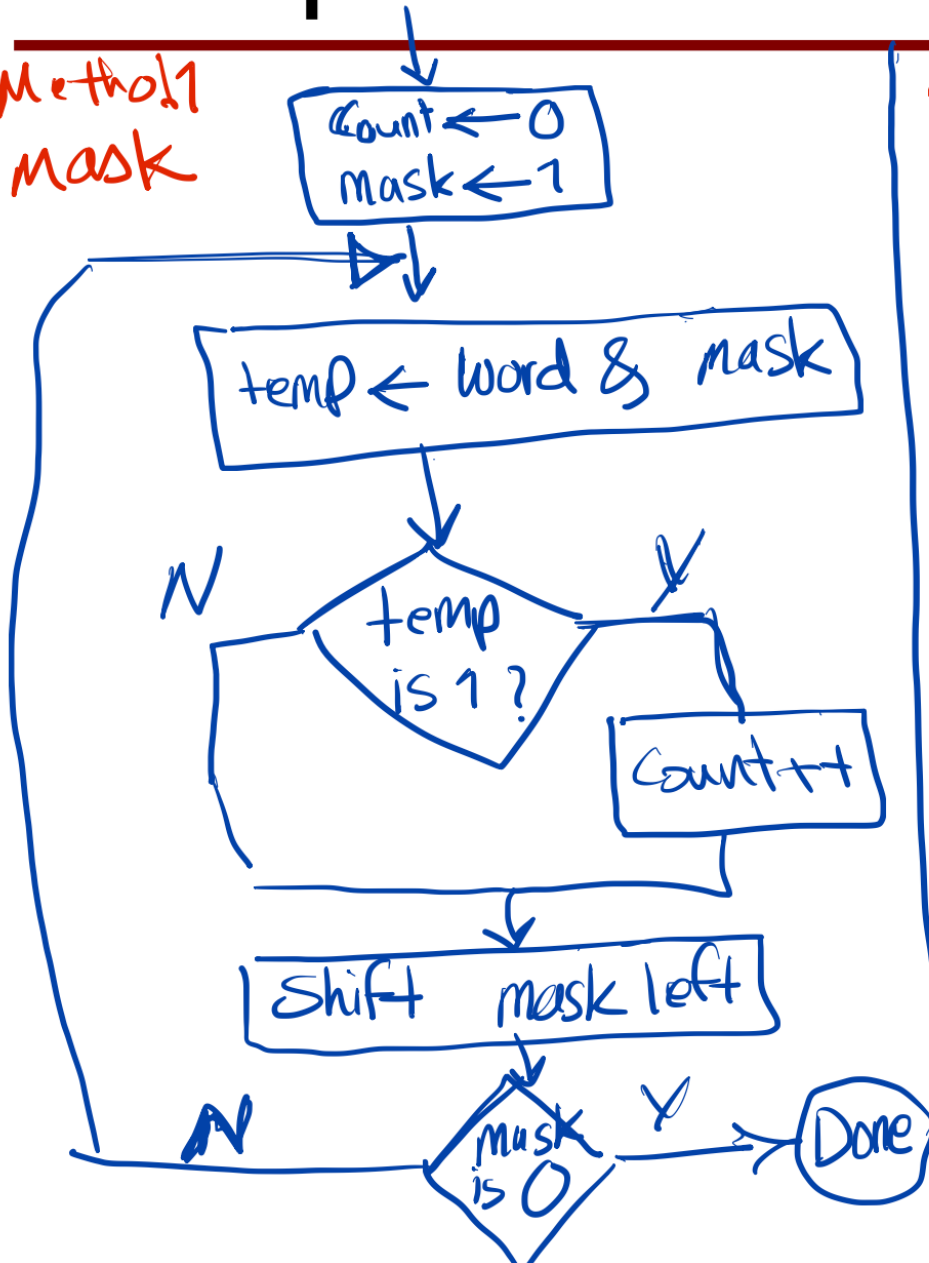 Method1
Mask
Count ← 0
mask ← 1
temp ← word & mask
N
Y
temp
is 1 ?
Count++
Shift mask left
N
Y
mask
is 0
Done